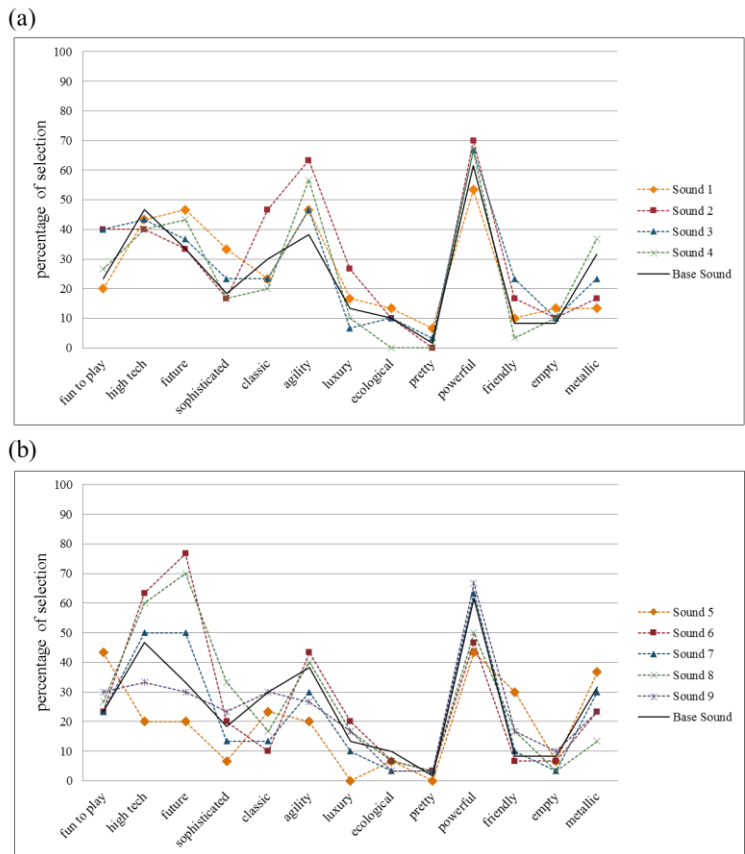 (a)
100
90
80
70
60
50
40
30
20
10
0
percentage of selection
fun to play
high tech
future
sophisticated
classic
agility
luxury
ecological
pretty
powerful
friendly
empty
metallic
Sound 1
Sound 2
Sound 3
Sound 4
Base Sound
(b)
100
90
80
70
60
50
40
30
20
10
0
percentage of selection
fun to play
high tech
future
sophisticated
classic
agility
luxury
ecological
pretty
powerful
friendly
empty
metallic
Sound 5
Sound 6
Sound 7
Sound 8
Sound 9
Base Sound